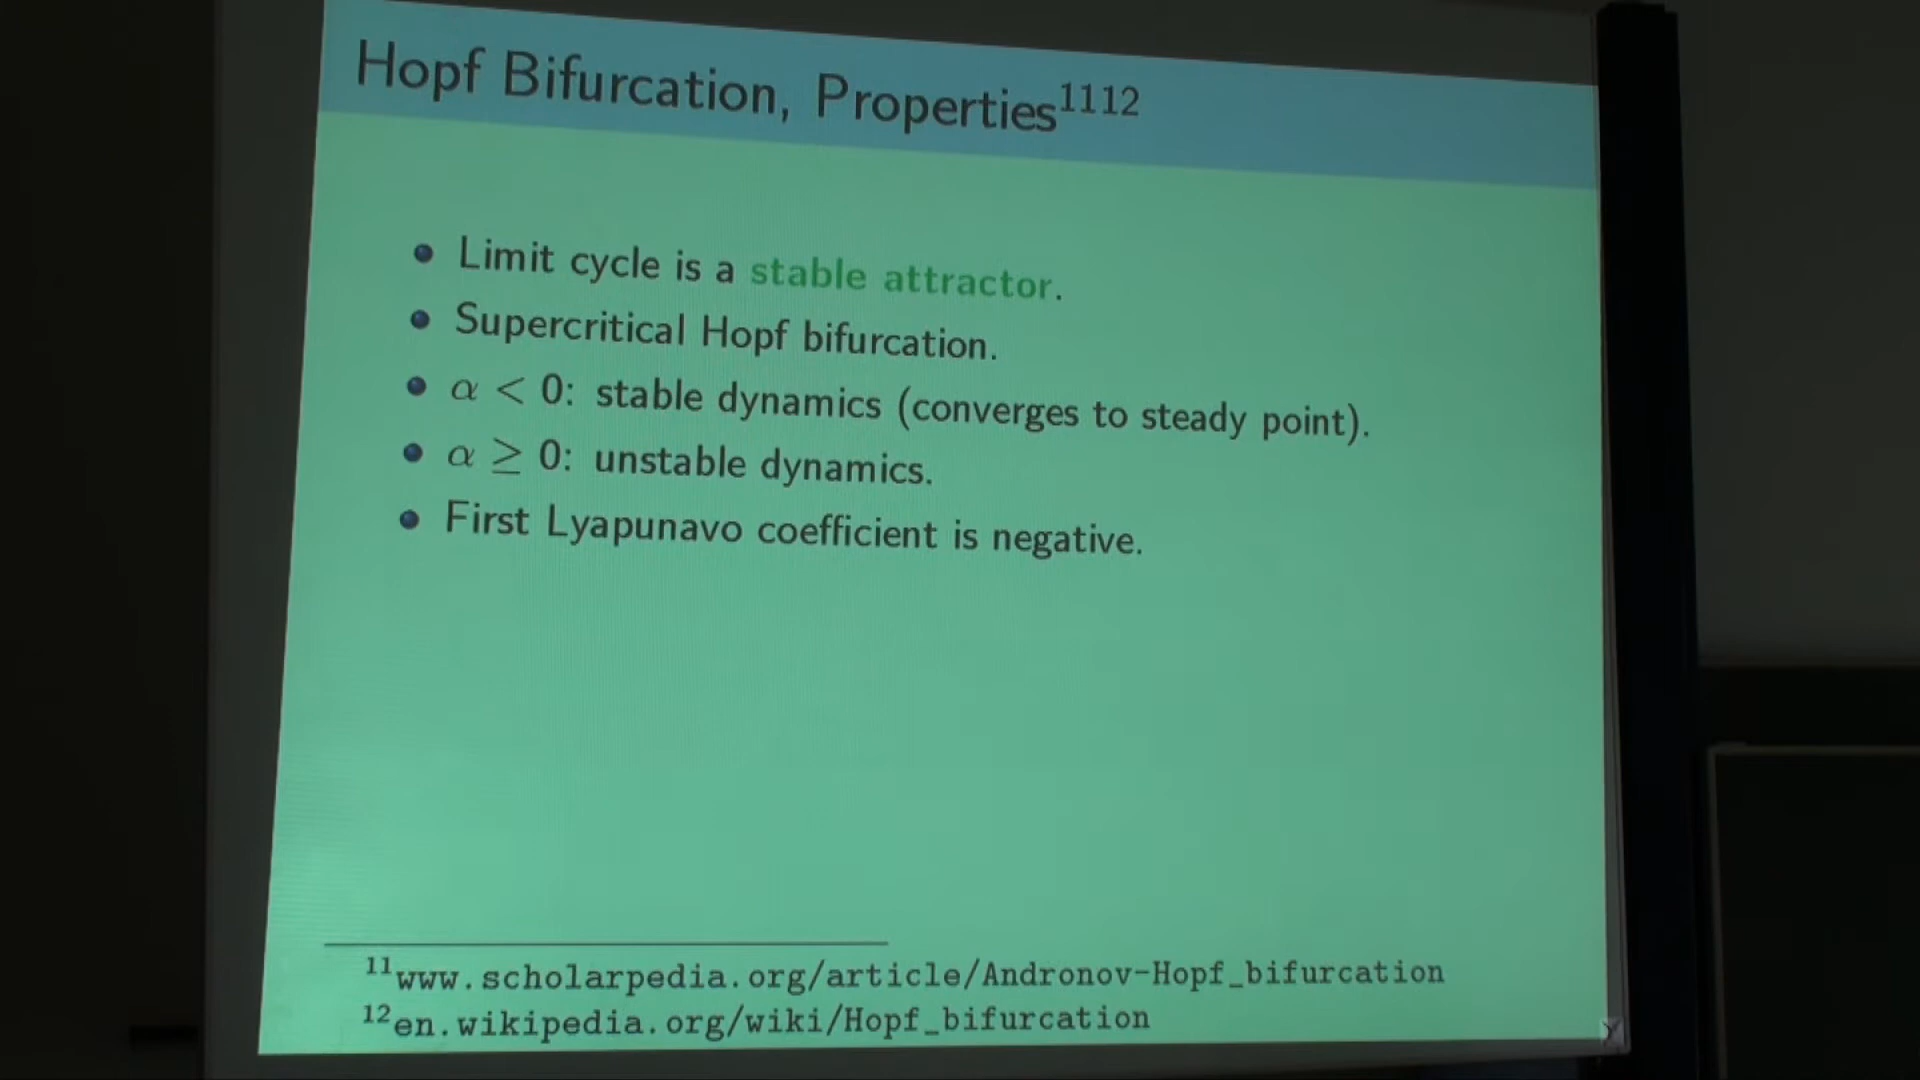 Hopf Bifurcation, Properties¹¹¹²
• Limit cycle is a stable attractor.
• Supercritical Hopf bifurcation.
• α < 0: stable dynamics (converges to steady point).
• α ≥ 0: unstable dynamics.
• First Lyapunavo coefficient is negative.
¹¹www.scholarpedia.org/article/Andronov-Hopf_bifurcation
¹²en.wikipedia.org/wiki/Hopf_bifurcation